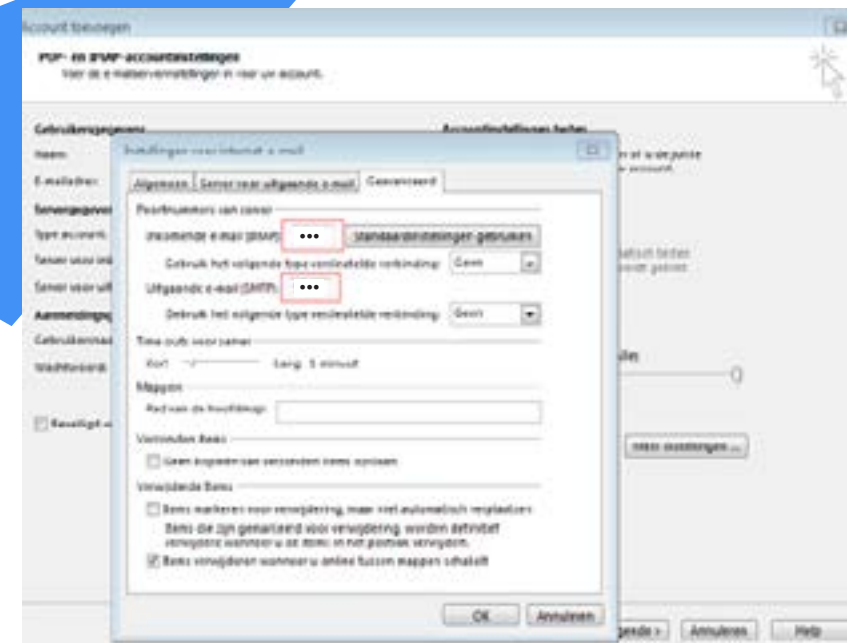 Account toevoegen
POP- en IMAP-accountinstellingen
Voer de e-mailserverinstellingen in voor uw account.
Gebruikersgegevens
Accountinstellingen testen
Naam:
E-mailadres:
Type account:
Server voor
Server voor
Gebruikersnaam
Wachtwoord:
Beveiligd
Instellingen voor internet-e-mail
Algemeen
Server voor uitgaande e-mail
Geavanceerd
Poortnummers van server
Inkomende e-mail (IMAP):
•••
Standaardinstellingen gebruiken
Gebruik het volgende type versleutelde verbinding:
Geen
Uitgaande e-mail (SMTP):
•••
Gebruik het volgende type versleutelde verbinding:
Geen
Time-outs voor server
Kort
Lang 1 minuut
Mappen
Pad van de hoofdmap:
Verzonden items
Geen kopieën van verzonden items opslaan
Verwijderde items
Items markeren voor verwijdering, maar niet automatisch verplaatsen
Items die zijn gemarkeerd voor verwijdering, worden definitief
verwijderd wanneer u de items in het postvak verwijdert.
Items verwijderen wanneer u online tussen mappen schakelt
OK
Annuleren
Meer instellingen ...
Annuleren
Help